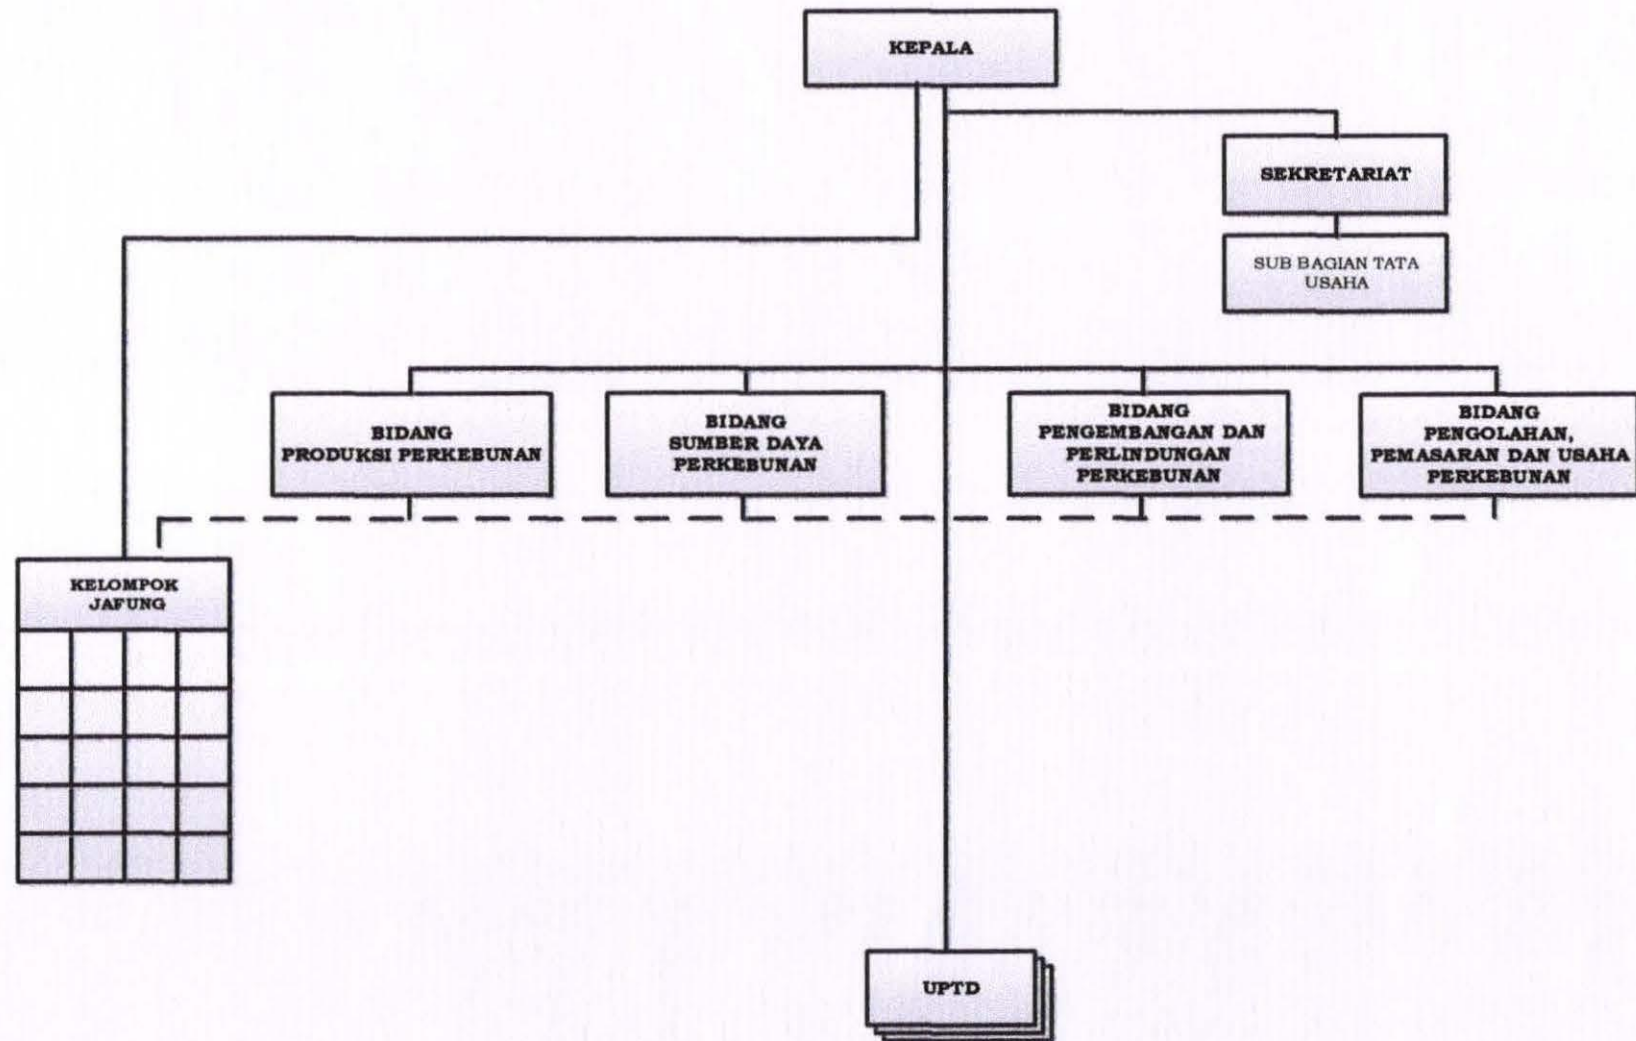 KEPALA
SEKRETARIAT
SUB BAGIAN TATA
USAHA
BIDANG
PRODUKSI PERKEBUNAN
BIDANG
SUMBER DAYA
PERKEBUNAN
BIDANG
PENGEMBANGAN DAN
PERLINDUNGAN
PERKEBUNAN
BIDANG
PENGOLAHAN,
PEMASARAN DAN USAHA
PERKEBUNAN
KELOMPOK
JAFUNG
UPTD